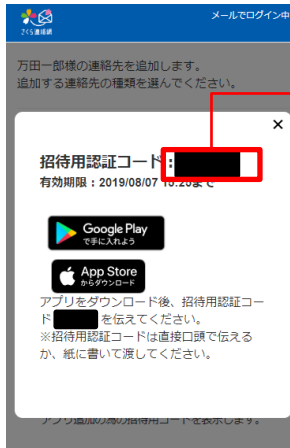 さくら連絡網
メールでログイン中
万田一郎様の連絡先を追加します。
追加する連絡先の種類を選んでください。
×
招待用認証コード：
有効期限：2019/08/07 15:26まで
Google Play
で手に入れよう
App Store
からダウンロード
アプリをダウンロード後、招待用認証コー
ド を伝えてください。
※招待用認証コードは直接口頭で伝える
か、紙に書いて渡してください。
アプリ追加の為の招待用コードを表示します。